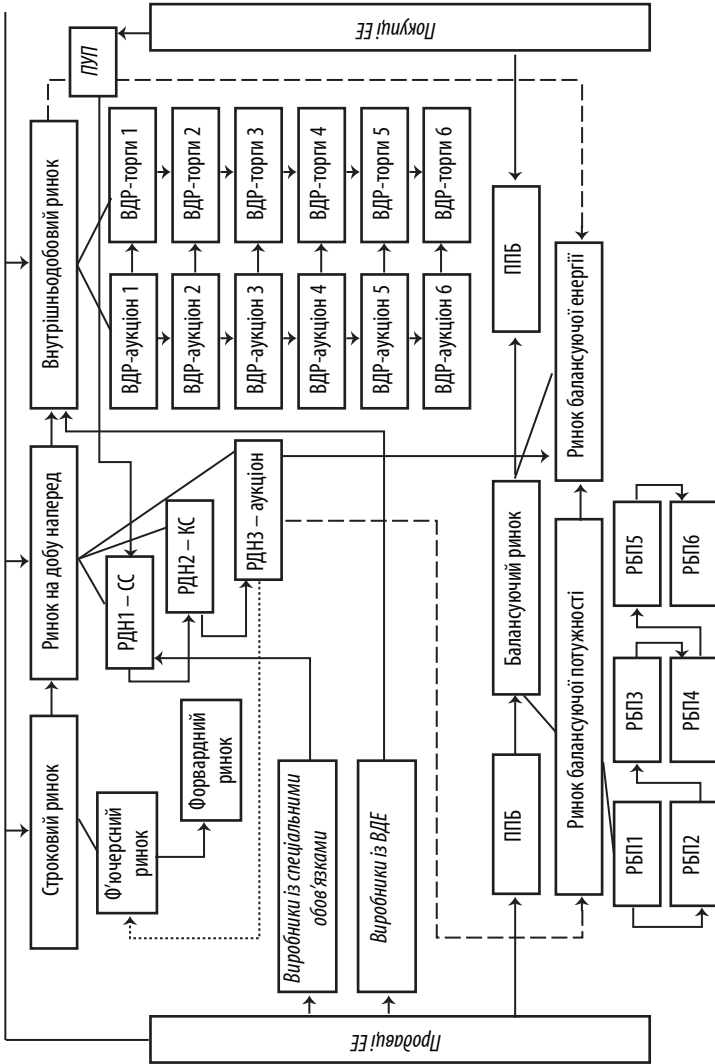 Строковий ринок
Ринок на добу наперед
Внутрішньодобовий ринок
ПУП
Ф'ючерсний
ринок
Форвардний
ринок
РДН1 – СС
РДН2 – КС
РДН3 – аукціон
ВДР-аукціон 1
ВДР-торги 1
ВДР-аукціон 2
ВДР-торги 2
ВДР-аукціон 3
ВДР-торги 3
ВДР-аукціон 4
ВДР-торги 4
ВДР-аукціон 5
ВДР-торги 5
ВДР-аукціон 6
ВДР-торги 6
Продавці ЕЕ
Покупці ЕЕ
Виробники із спеціальними
обов'язками
Виробники із ВДЕ
ППБ
Балансуючий ринок
ППБ
Ринок балансуючої потужності
Ринок балансуючої енергії
РБП1
РБП3
РБП5
РБП2
РБП4
РБП6